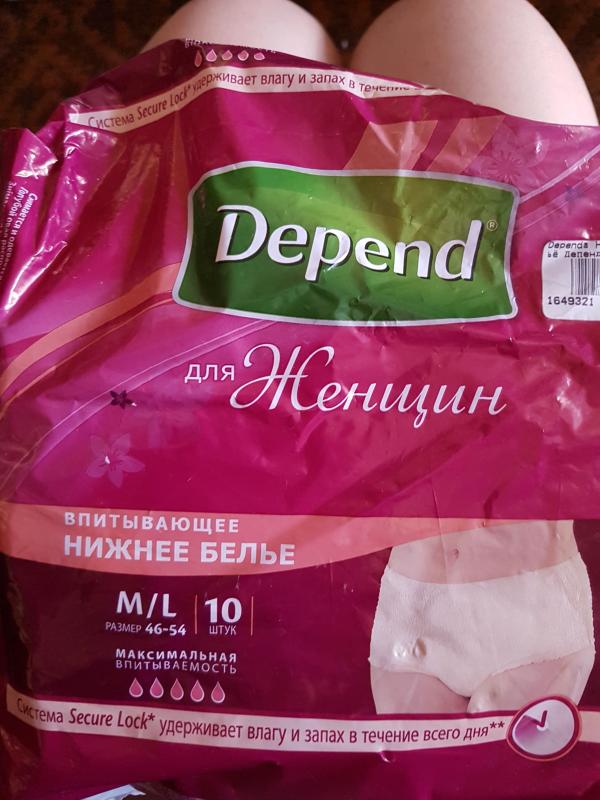 Система Secure Lock* удерживает влагу и запах в течение
Depend®
Depends
1649321
для Женщин
ВПИТЫВАЮЩЕЕ
НИЖНЕЕ БЕЛЬЕ
M/L 10
РАЗМЕР 46-54 ШТУК
МАКСИМАЛЬНАЯ
ВПИТЫВАЕМОСТЬ
Система Secure Lock* удерживает влагу и запах в течение всего дня**